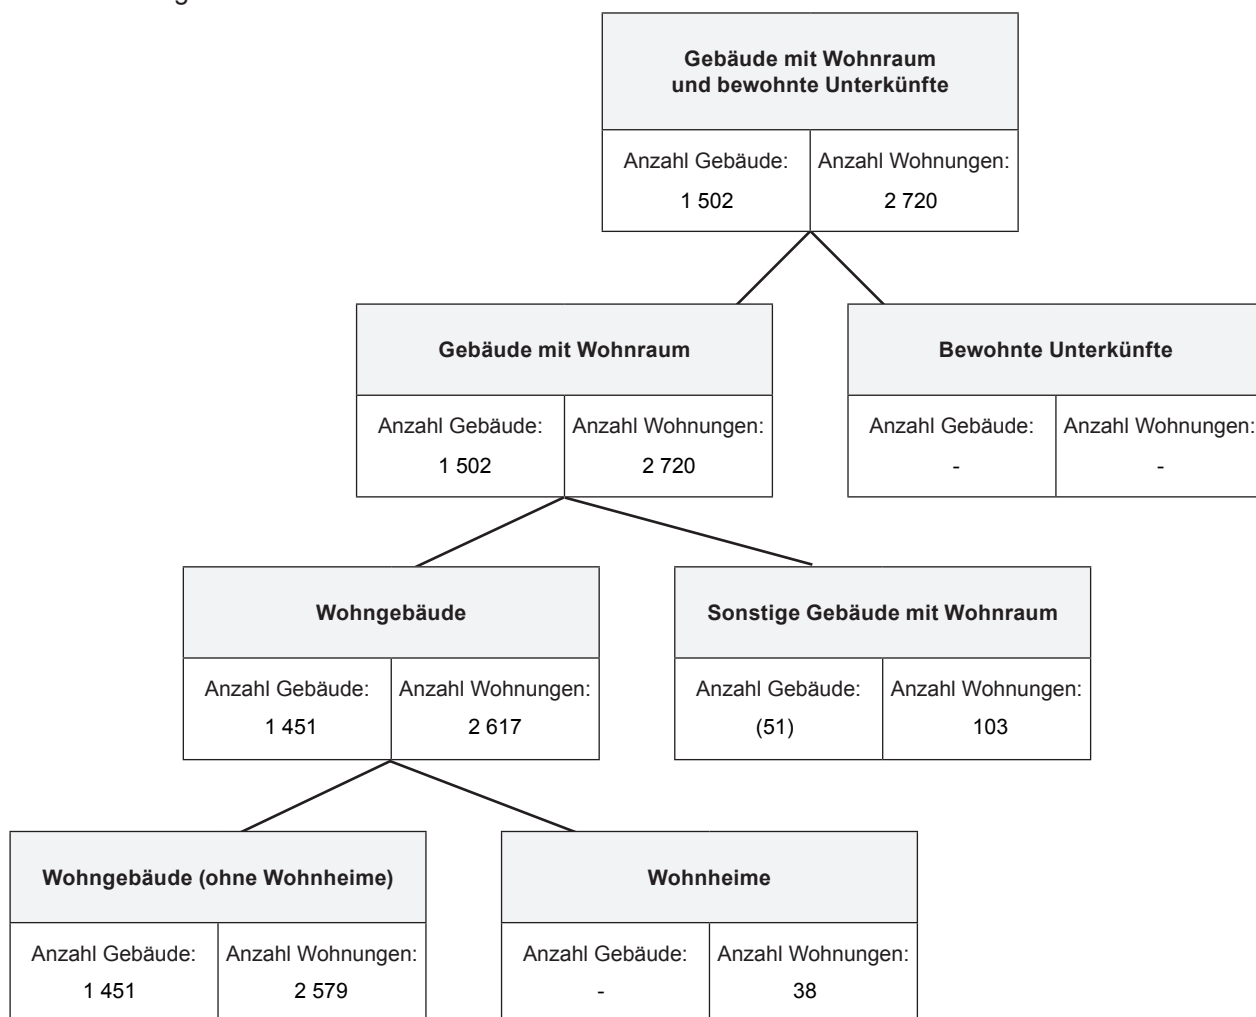 Gebäude mit Wohnraum
und bewohnte Unterkünfte
Anzahl Gebäude:
1 502
Anzahl Wohnungen:
2 720
Gebäude mit Wohnraum
Anzahl Gebäude:
1 502
Anzahl Wohnungen:
2 720
Bewohnte Unterkünfte
Anzahl Gebäude:
-
Anzahl Wohnungen:
-
Wohngebäude
Anzahl Gebäude:
1 451
Anzahl Wohnungen:
2 617
Sonstige Gebäude mit Wohnraum
Anzahl Gebäude:
(51)
Anzahl Wohnungen:
103
Wohngebäude (ohne Wohnheime)
Anzahl Gebäude:
1 451
Anzahl Wohnungen:
2 579
Wohnheime
Anzahl Gebäude:
-
Anzahl Wohnungen:
38